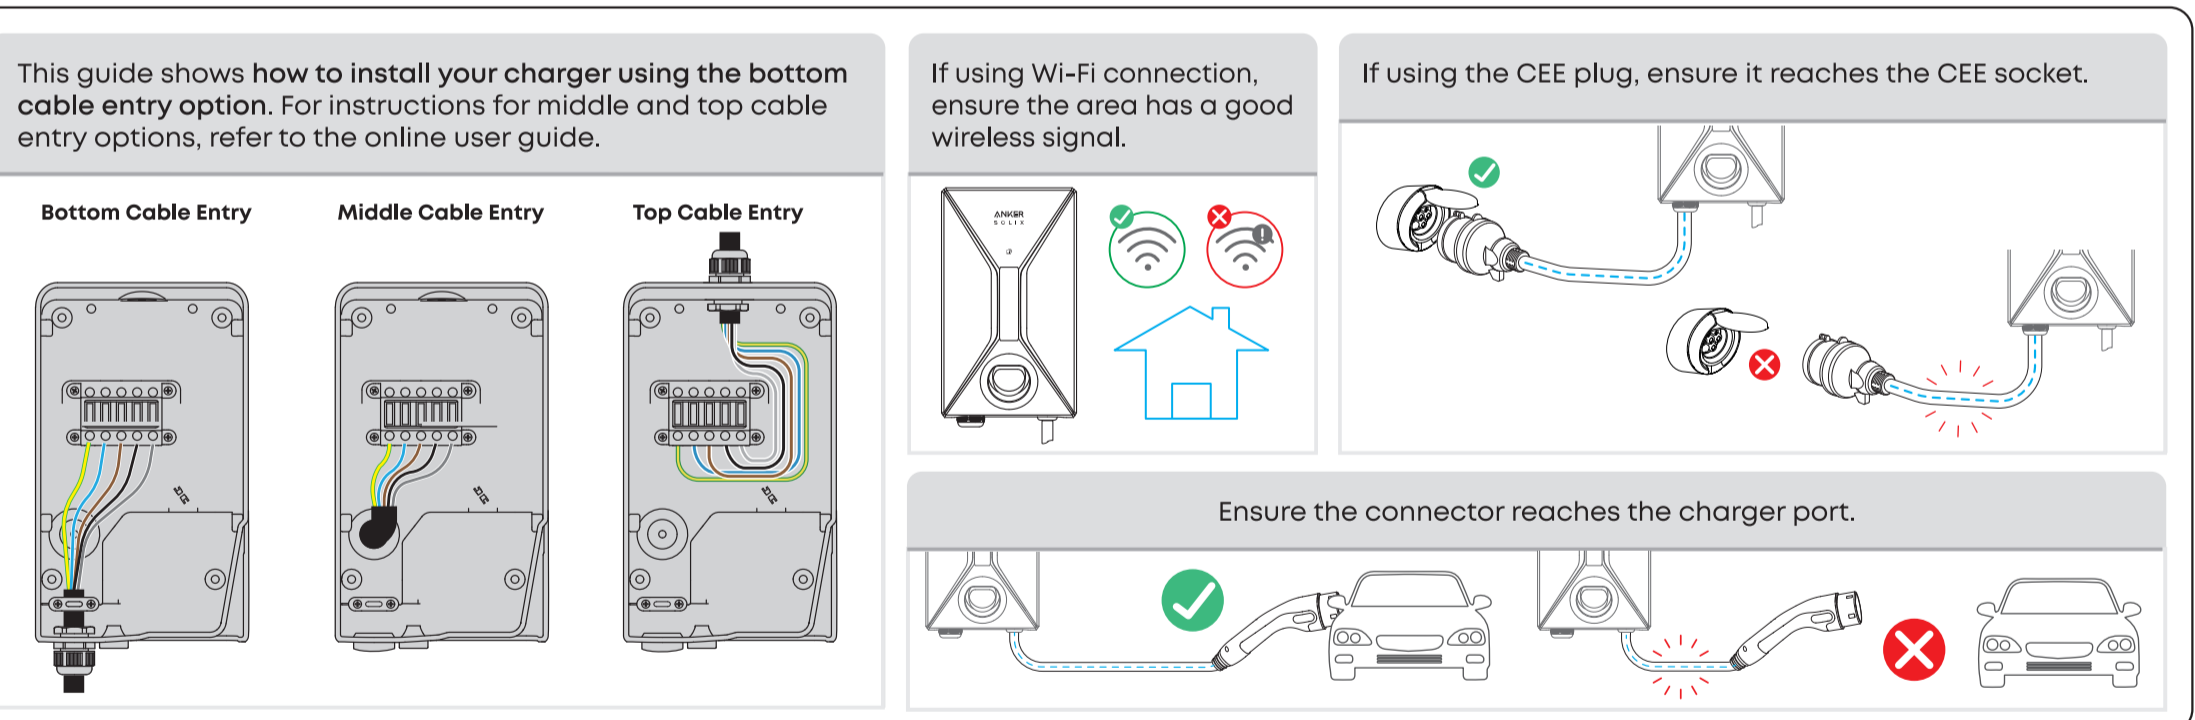 This guide shows how to install your charger using the bottom
cable entry option. For instructions for middle and top cable
entry options, refer to the online user guide.
Bottom Cable Entry
Middle Cable Entry
Top Cable Entry
If using Wi-Fi connection,
ensure the area has a good
wireless signal.
ANKER
SOLIX
If using the CEE plug, ensure it reaches the CEE socket.
Ensure the connector reaches the charger port.